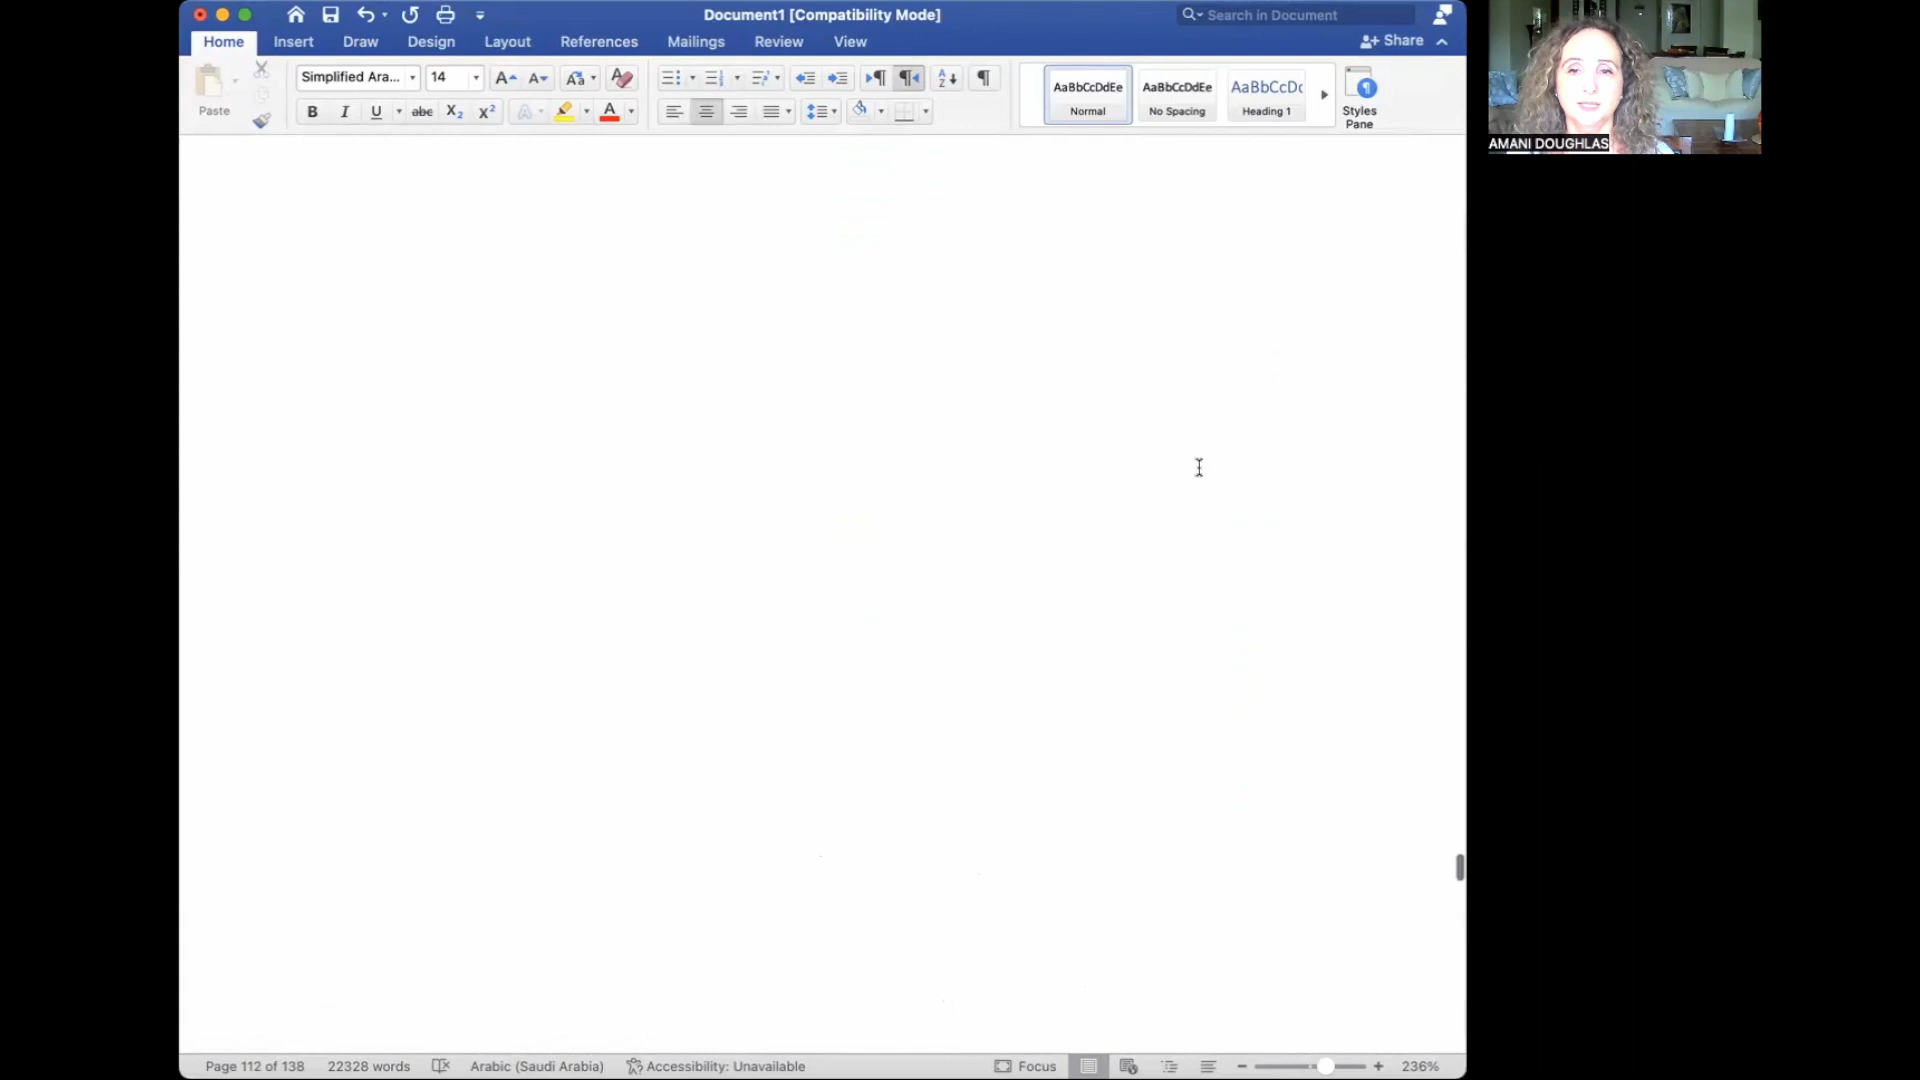 Document1 [Compatibility Mode]
Search in Document
Home Insert Draw Design Layout References Mailings Review View
Share
Paste
Simplified Ara... 14
AaBbCcDdEe AaBbCcDdEe AaBbCcDc
Normal No Spacing Heading 1
Styles
Pane
AMANI DOUGHLAS
Page 112 of 138 22328 words Arabic (Saudi Arabia) Accessibility: Unavailable Focus 236%